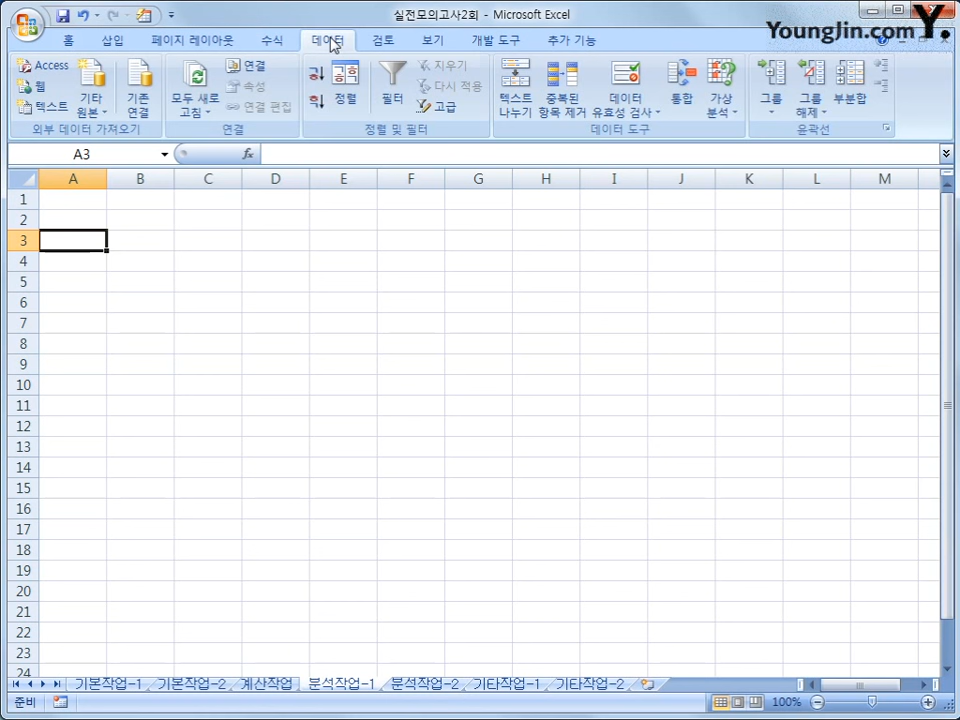 실전모의고사2회 - Microsoft Excel
YoungJin.com Y.
홈 삽입 페이지 레이아웃 수식 데이터 검토 보기 개발 도구 추가 기능
Access
웹
텍스트
기타 원본
기존 연결
모두 새로 고침
연결
속성
연결 편집
정렬
필터
지우기
다시 적용
고급
텍스트 나누기
중복된 항목 제거
데이터 유효성 검사
통합
가상 분석
그룹
그룹 해제
부분합
외부 데이터 가져오기 연결 정렬 및 필터 데이터 도구 윤곽선
A3 fx
A B C D E F G H I J K L M
1
2
3
4
5
6
7
8
9
10
11
12
13
14
15
16
17
18
19
20
21
22
23
24
기본작업-1 기본작업-2 계산작업 분석작업-1 분석작업-2 기타작업-1 기타작업-2
준비 100%